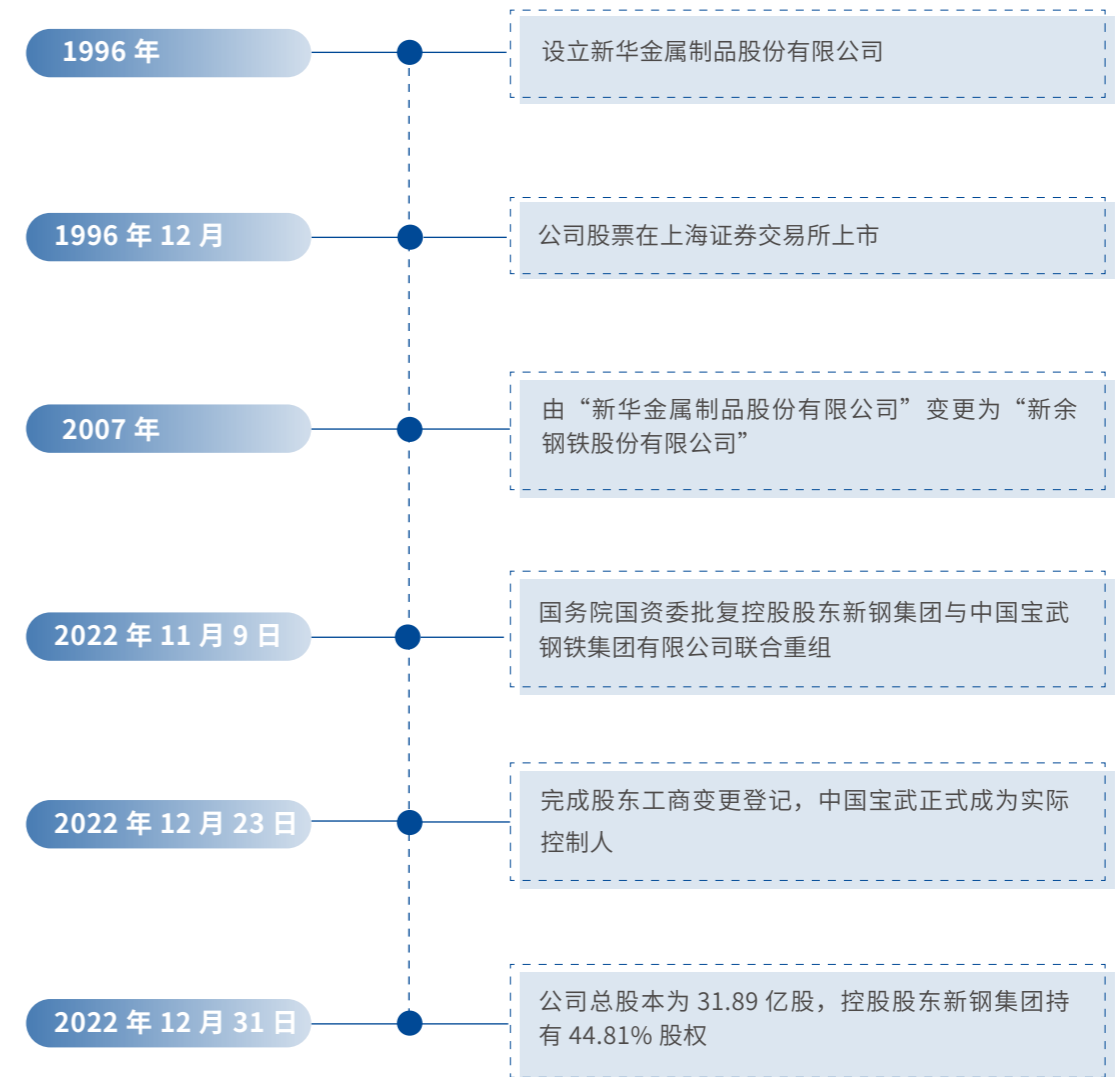 1996 年
设立新华金属制品股份有限公司
1996 年 12 月
公司股票在上海证券交易所上市
2007 年
由“新华金属制品股份有限公司”变更为“新余
钢铁股份有限公司”
2022 年 11 月 9 日
国务院国资委批复控股股东新钢集团与中国宝武
钢铁集团有限公司联合重组
2022 年 12 月 23 日
完成股东工商变更登记，中国宝武正式成为实际
控制人
2022 年 12 月 31 日
公司总股本为 31.89 亿股，控股股东新钢集团持
有 44.81% 股权